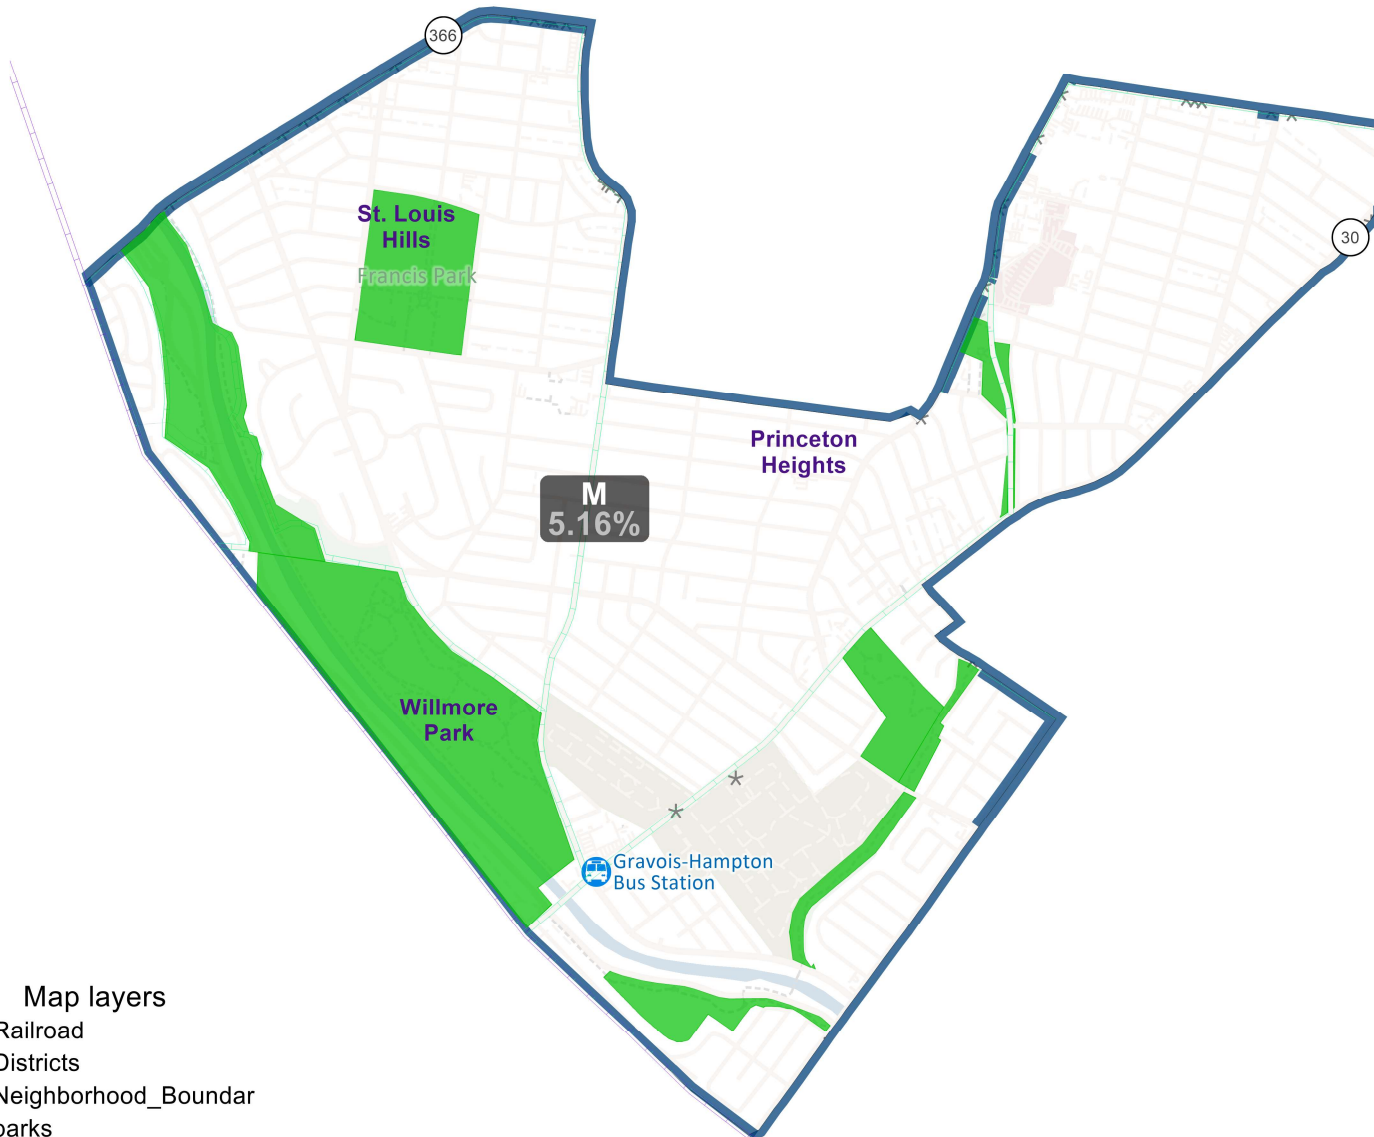 366
30
St. Louis
Hills
Francis Park
Princeton
Heights
M
5.16%
Willmore
Park
Gravois-Hampton
Bus Station
Map layers
Railroad
Districts
Neighborhood_Boundar
parks